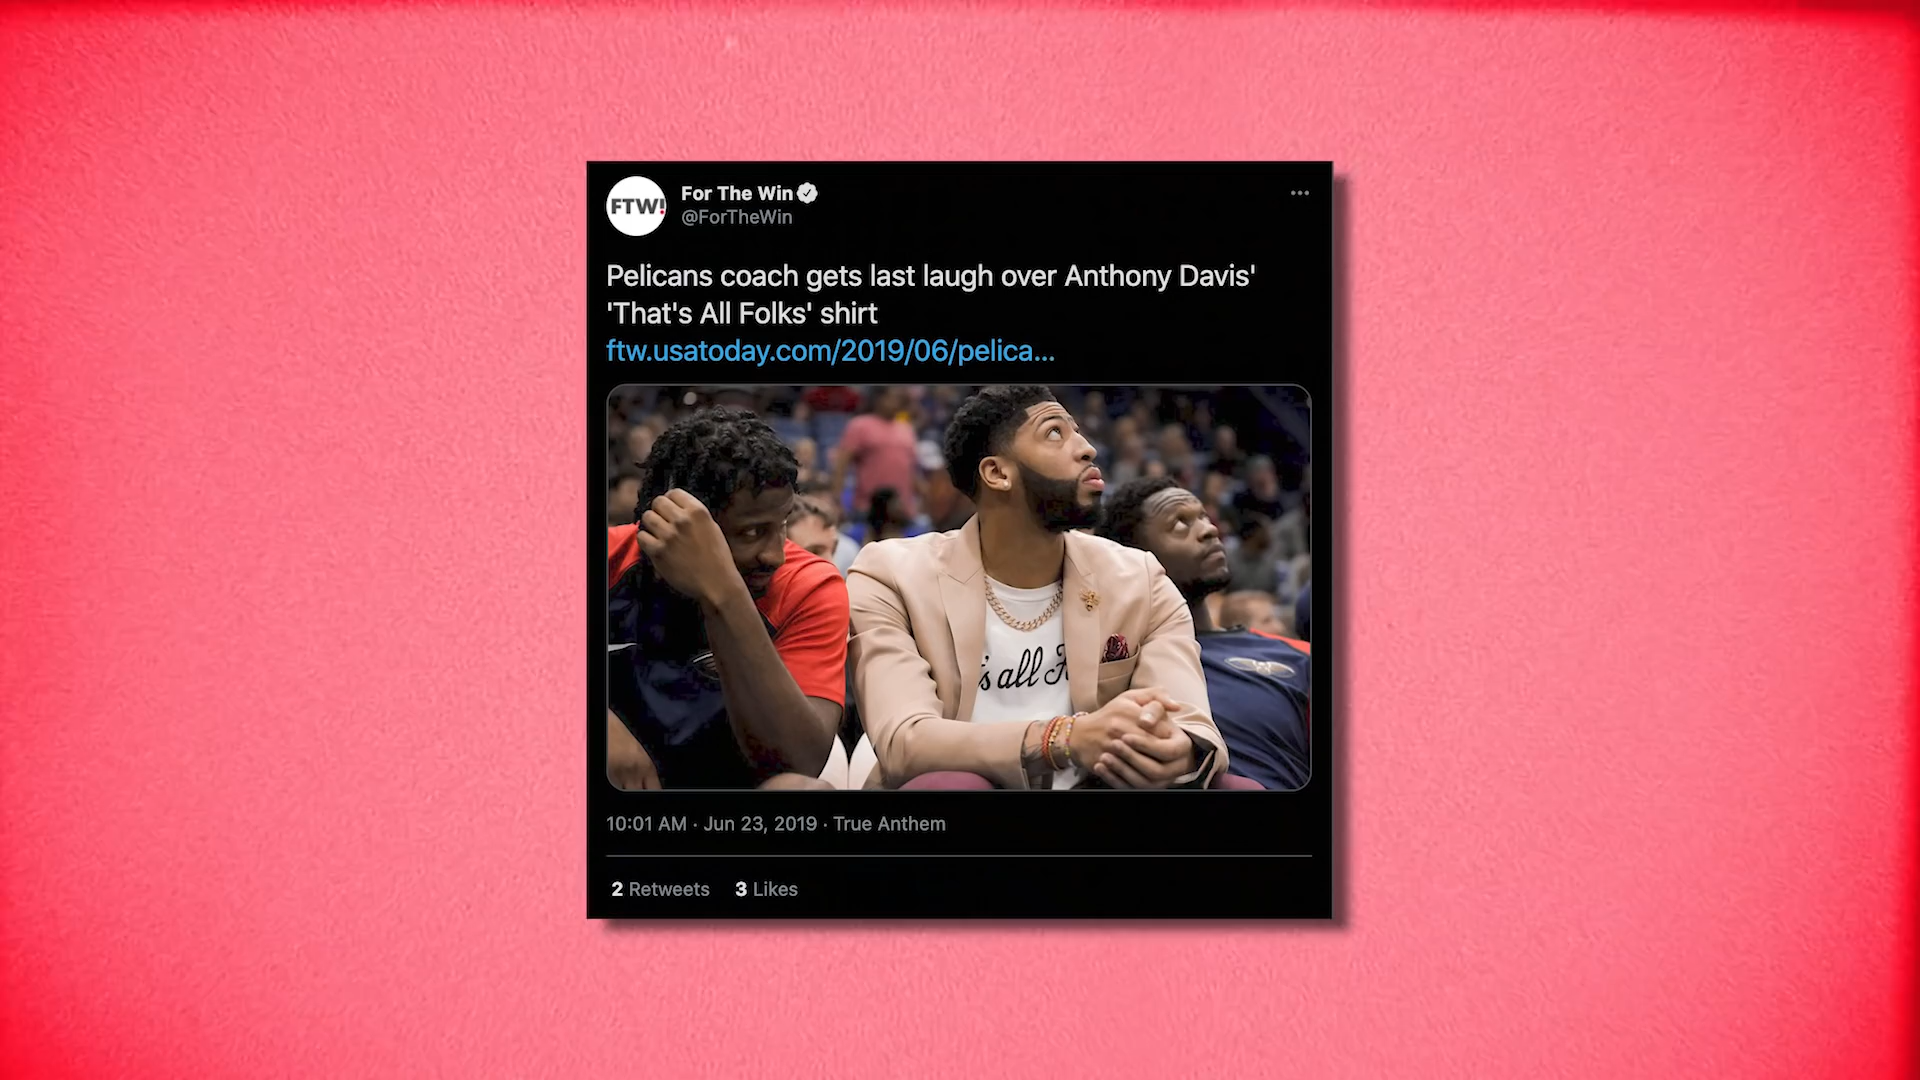 FTW!
For The Win
@ForTheWin
Pelicans coach gets last laugh over Anthony Davis'
'That's All Folks' shirt
ftw.usatoday.com/2019/06/pelica...
's all F
10:01 AM · Jun 23, 2019 · True Anthem
2 Retweets 3 Likes